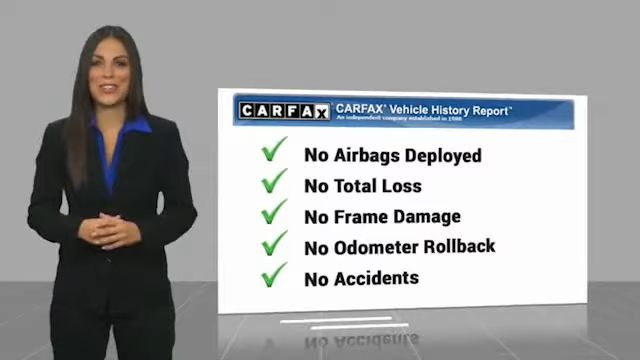 CARFAX CARFAX® Vehicle History Report™
An independent company established in 1986
No Airbags Deployed
No Total Loss
No Frame Damage
No Odometer Rollback
No Accidents